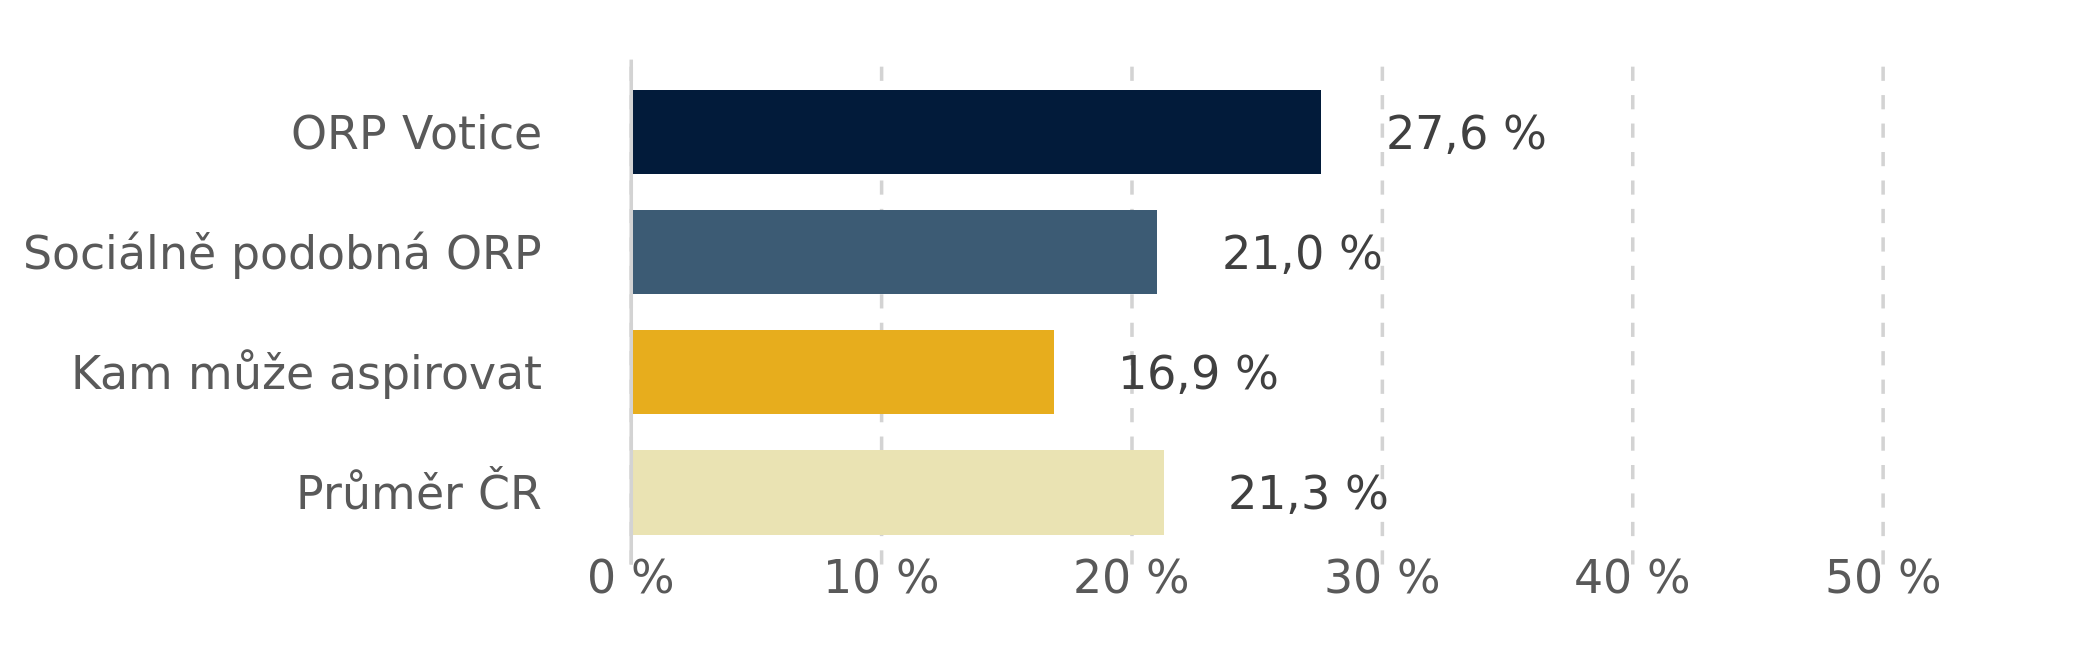 ORP Votice 27,6 %
Sociálně podobná ORP 21,0 %
Kam může aspirovat 16,9 %
Průměr ČR 21,3 %
0 % 10 % 20 % 30 % 40 % 50 %